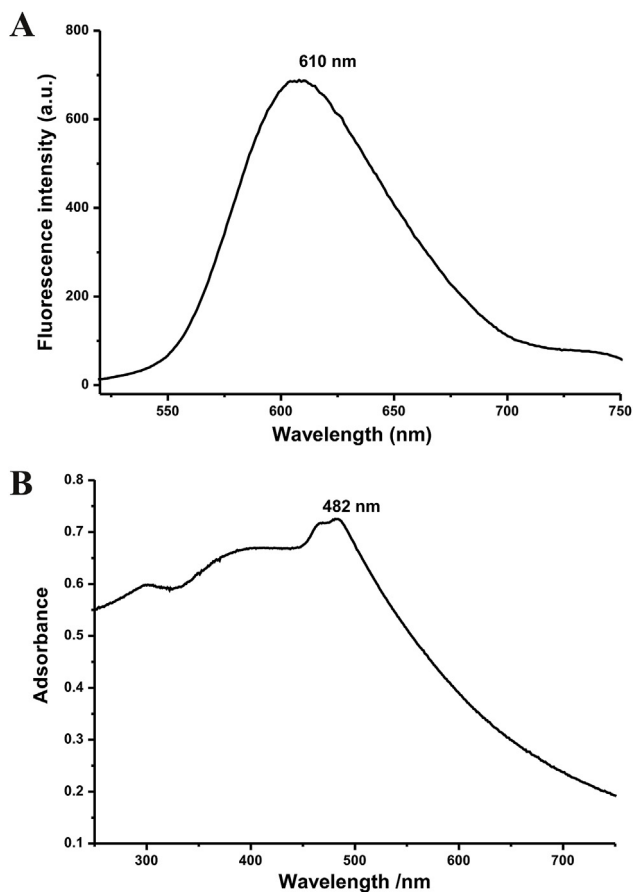 A
800
600
400
200
0
Fluorescence intensity (a.u.)
610 nm
550
600
650
700
750
Wavelength (nm)
B
0.8
0.7
0.6
0.5
0.4
0.3
0.2
0.1
Adsorbance
482 nm
300
400
500
600
700
Wavelength /nm